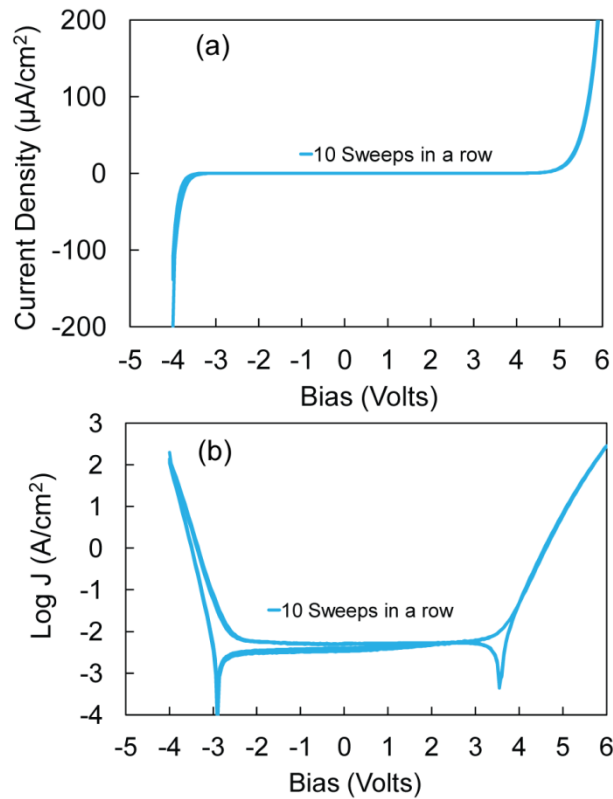 (a)
Current Density (µA/cm²)
200
100
0
-100
-200
10 Sweeps in a row
-5 -4 -3 -2 -1 0 1 2 3 4 5 6
Bias (Volts)
(b)
Log J (A/cm²)
3
2
1
0
-1
-2
-3
-4
10 Sweeps in a row
-5 -4 -3 -2 -1 0 1 2 3 4 5 6
Bias (Volts)